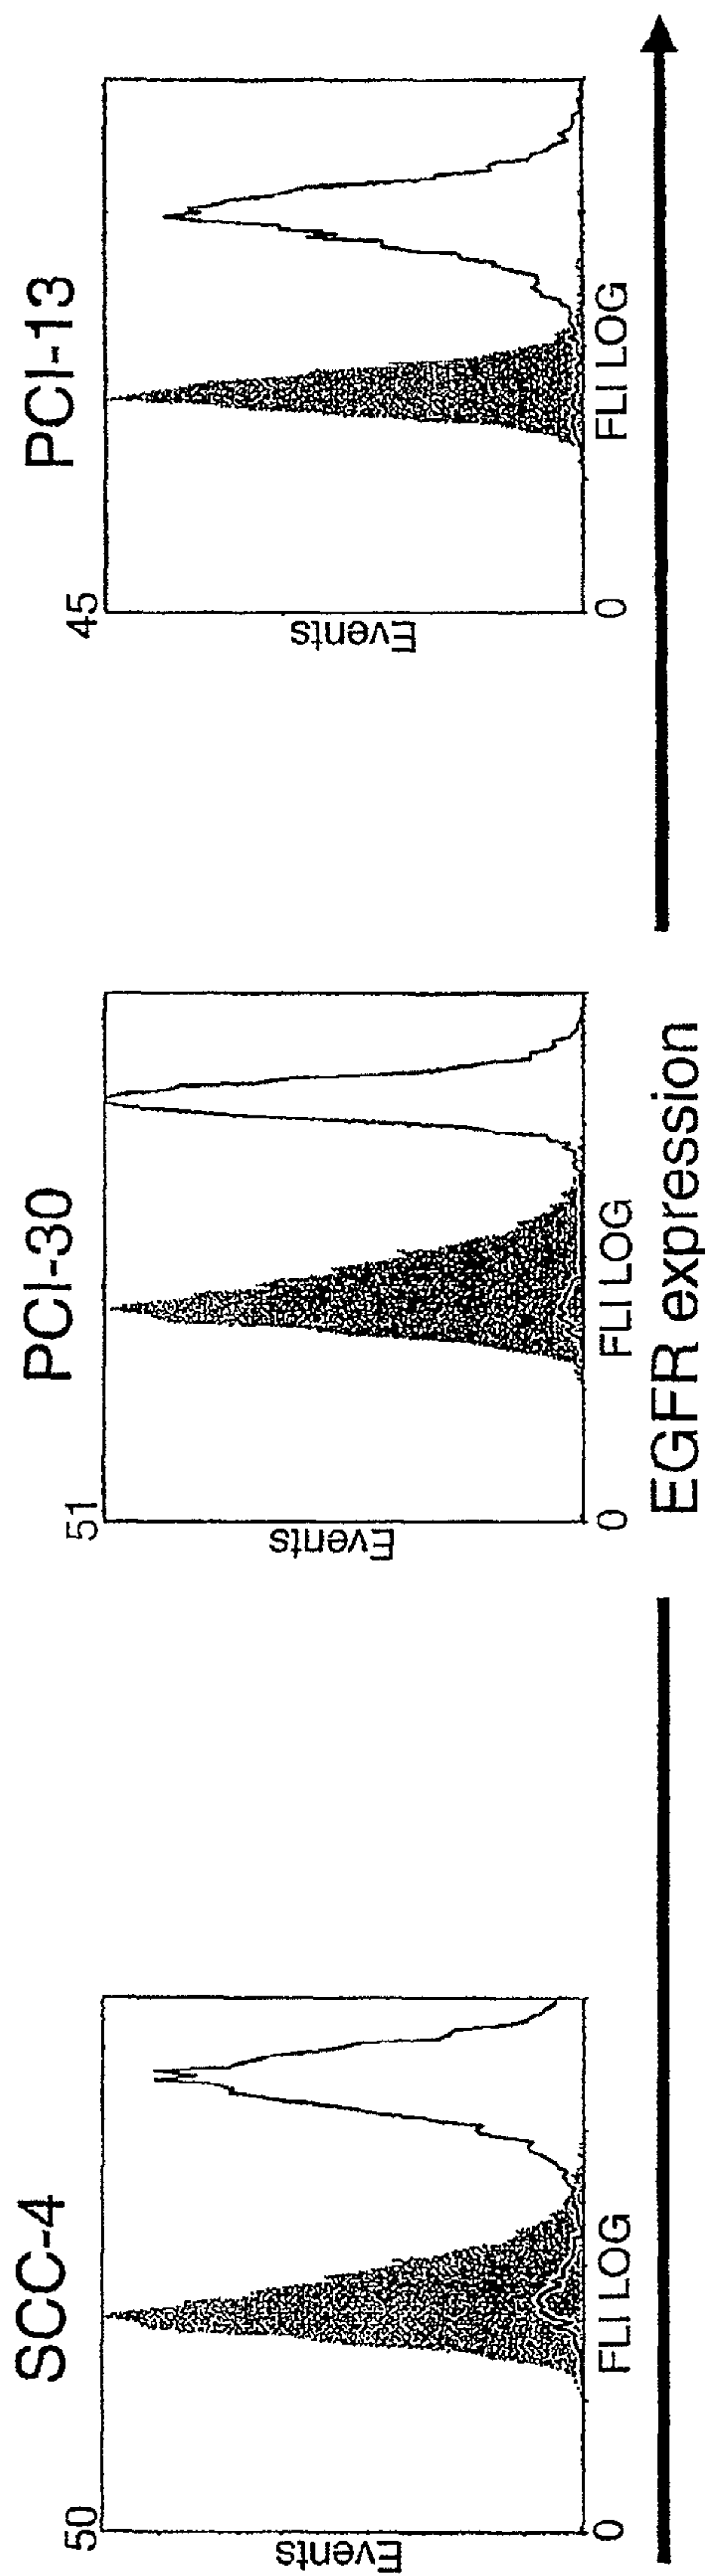 SCC-4
50
Events
0
FLI LOG
PCI-30
51
Events
0
FLI LOG
PCI-13
45
Events
0
FLI LOG
EGFR expression